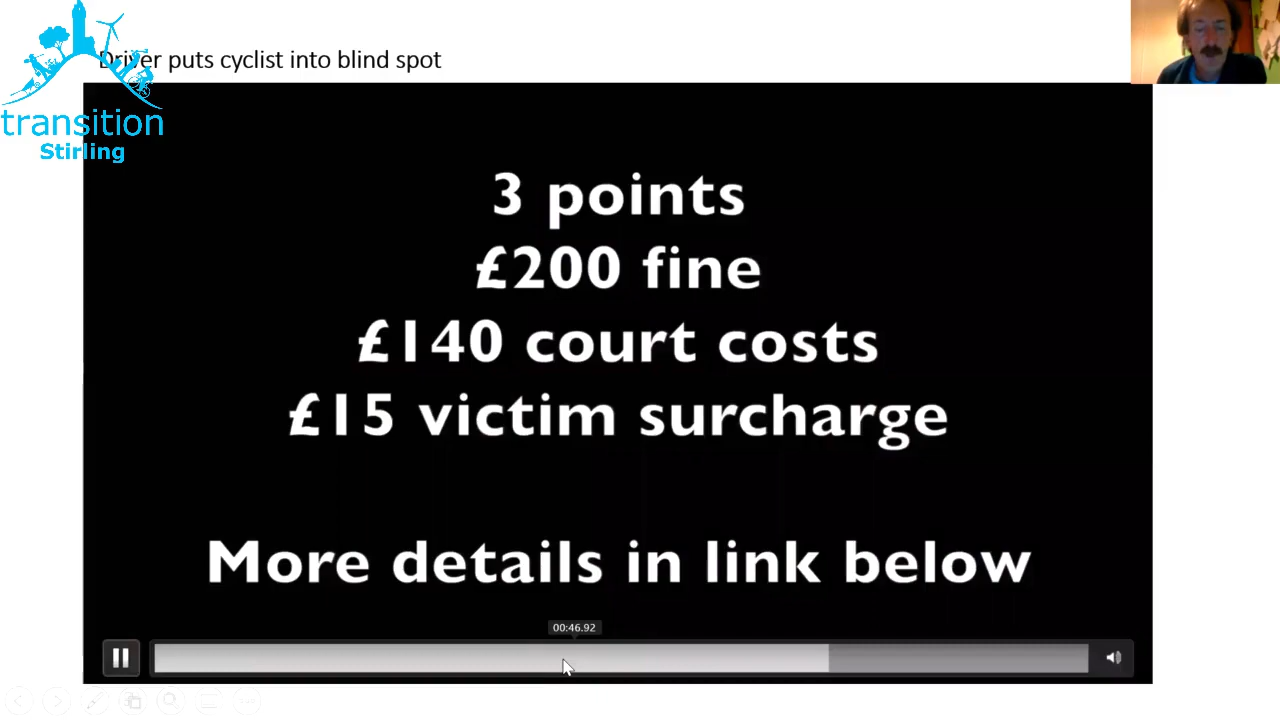 Driver puts cyclist into blind spot
transition
Stirling
3 points
£200 fine
£140 court costs
£15 victim surcharge
More details in link below
00:46.92